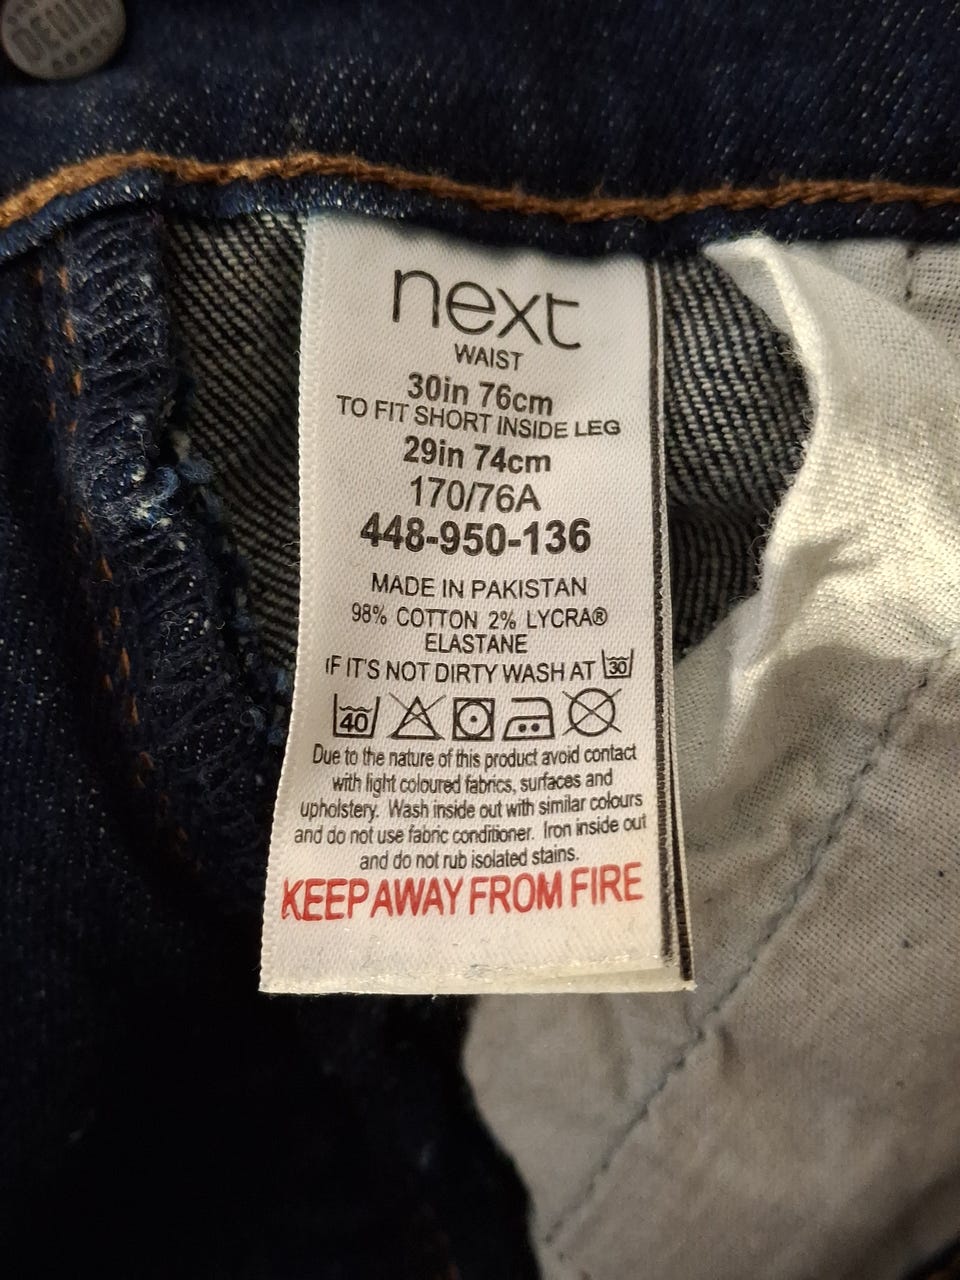 DENIM
next
WAIST
30in 76cm
TO FIT SHORT INSIDE LEG
29in 74cm
170/76A
448-950-136
MADE IN PAKISTAN
98% COTTON 2% LYCRA®
ELASTANE
IF IT'S NOT DIRTY WASH AT 30
40
Due to the nature of this product avoid contact
with light coloured fabrics, surfaces and
upholstery. Wash inside out with similar colours
and do not use fabric conditioner. Iron inside out
and do not rub isolated stains.
KEEP AWAY FROM FIRE